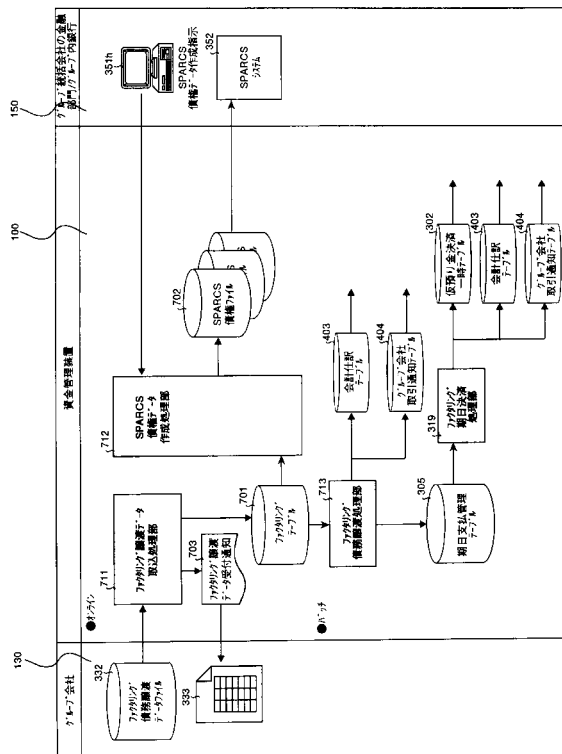 130
グループ会社
332
ファクタリング
債務譲渡
データファイル
333
100
資金管理装置
●オンライン
711
ファクタリング譲渡データ
取込処理部
703
ファクタリング譲渡
データ受付通知
712
SPARCS
債権データ
作成処理部
702
SPARCS
債権ファイル
701
ファクタリング
テーブル
●バッチ
713
ファクタリング
債務譲渡処理部
403
会計仕訳
テーブル
404
グループ会社
取引通知テーブル
305
期日支払管理
テーブル
319
ファクタリング
期日決済
処理部
302
仮預り金決済
一時テーブル
403
会計仕訳
テーブル
404
グループ会社
取引通知テーブル
150
グループ統括会社の金融
部門/グループ内銀行
351h
SPARCS
債権データ作成指示
352
SPARCS
システム